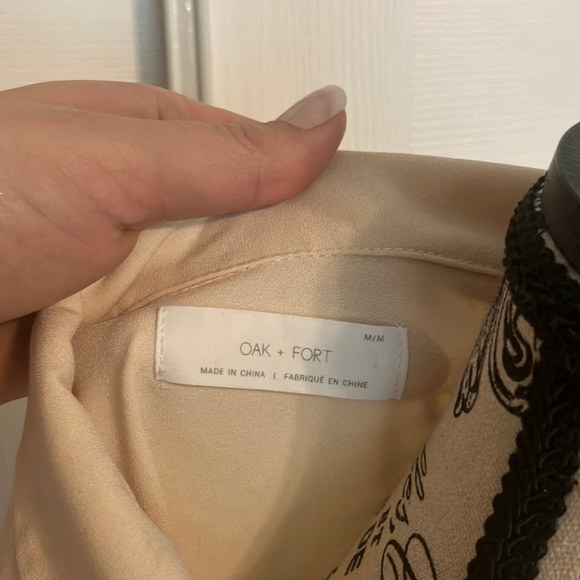 M/M
OAK + FORT
MADE IN CHINA | FABRIQUÉ EN CHINE